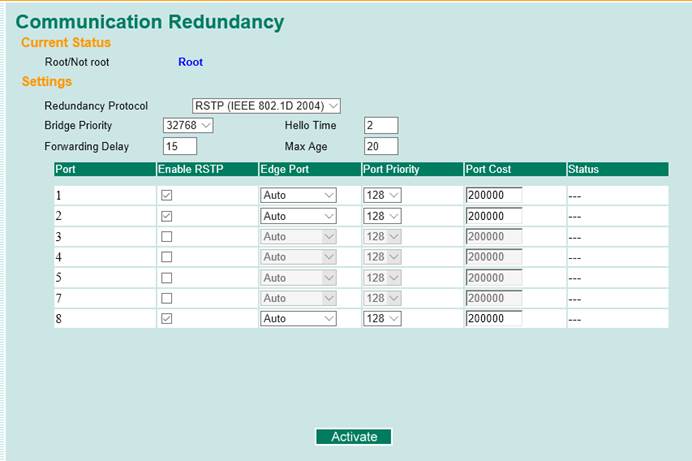 Communication Redundancy
Current Status
Root/Not root Root
Settings
Redundancy Protocol RSTP (IEEE 802.1D 2004)
Bridge Priority 32768 Hello Time 2
Forwarding Delay 15 Max Age 20
Port Enable RSTP Edge Port Port Priority Port Cost Status
1 Auto 128 200000 ---
2 Auto 128 200000 ---
3 Auto 128 200000 ---
4 Auto 128 200000 ---
5 Auto 128 200000 ---
7 Auto 128 200000 ---
8 Auto 128 200000 ---
Activate